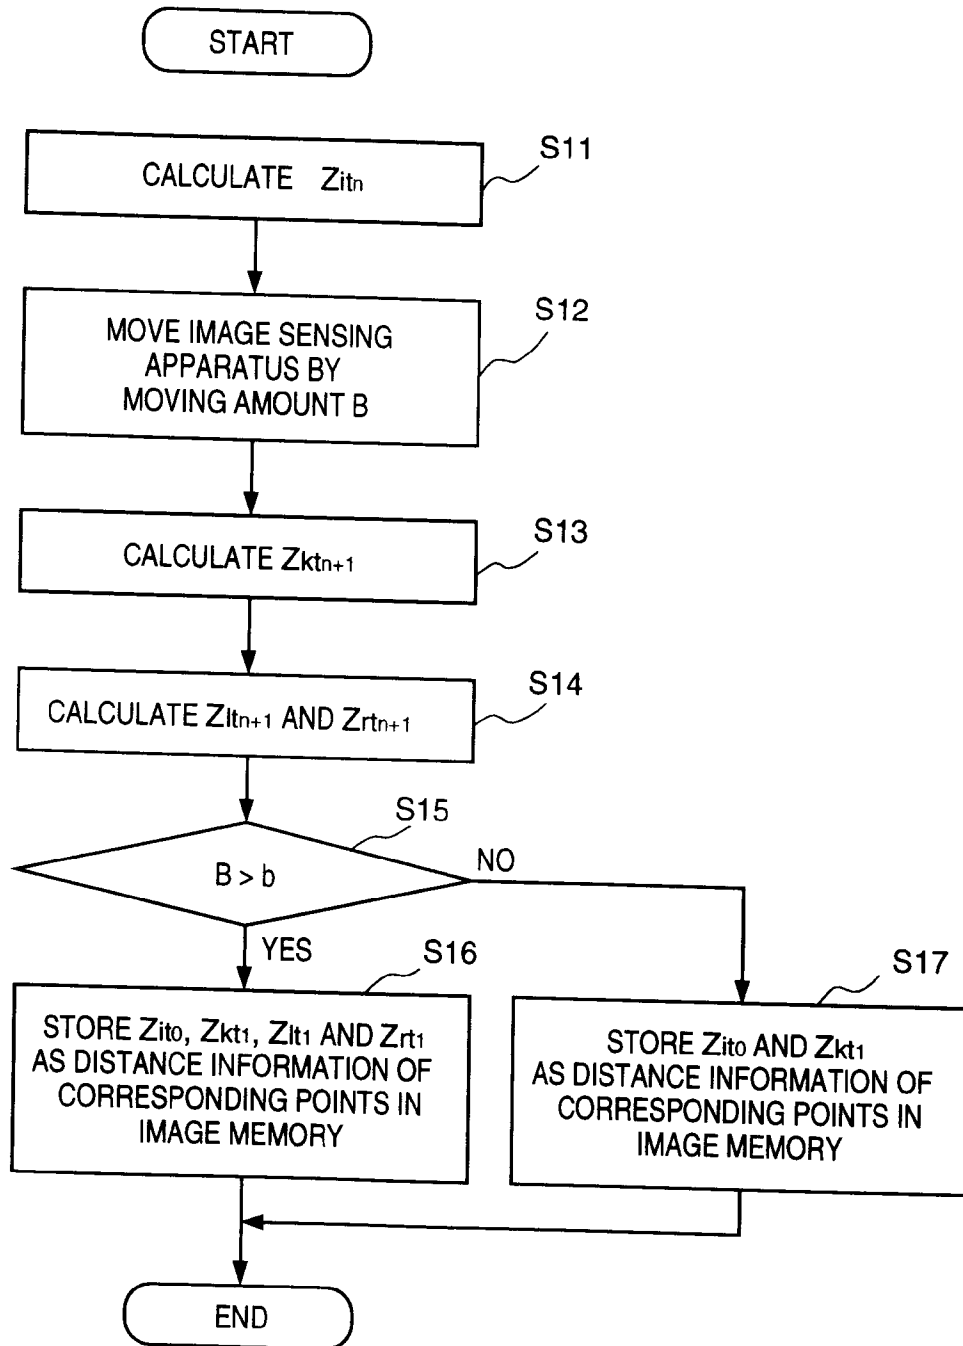 START
S11
CALCULATE Zitn
S12
MOVE IMAGE SENSING
APPARATUS BY
MOVING AMOUNT B
S13
CALCULATE Zktn+1
S14
CALCULATE Zltn+1 AND Zrtn+1
S15
B > b
NO
YES
S16
STORE Zit0, Zkt1, Zlt1 AND Zrt1
AS DISTANCE INFORMATION OF
CORRESPONDING POINTS IN
IMAGE MEMORY
S17
STORE Zit0 AND Zkt1
AS DISTANCE INFORMATION OF
CORRESPONDING POINTS IN
IMAGE MEMORY
END